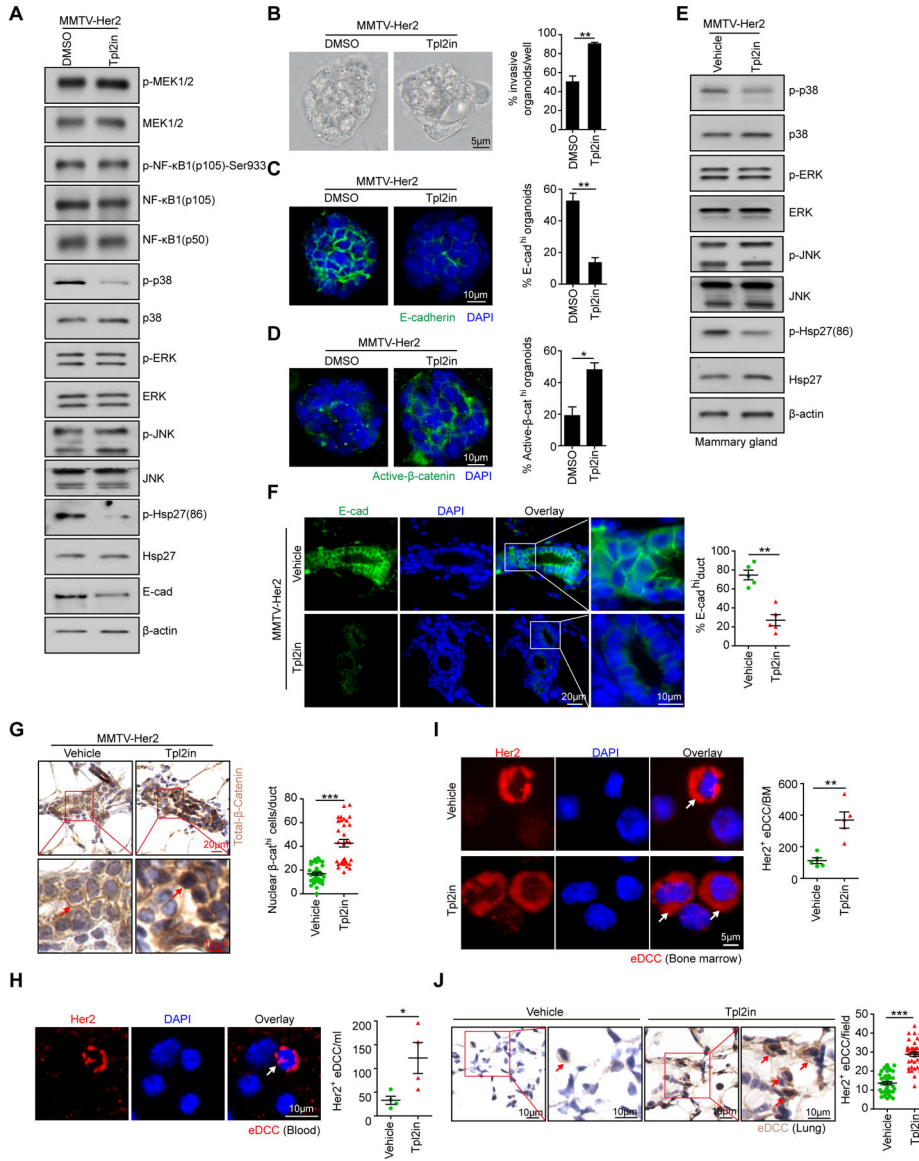 A
MMTV-Her2
DMSO
Tpl2in
p-MEK1/2
MEK1/2
p-NF-κB1(p105)-Ser933
NF-κB1(p105)
NF-κB1(p50)
p-p38
p38
p-ERK
ERK
p-JNK
JNK
p-Hsp27(86)
Hsp27
E-cad
β-actin
B
MMTV-Her2
DMSO
Tpl2in
5μm
% invasive
organoids/well
100
80
60
40
20
0
**
DMSO
Tpl2in
C
MMTV-Her2
DMSO
Tpl2in
10μm
E-cadherin DAPI
% E-cadhi organoids
60
40
20
0
**
DMSO
Tpl2in
D
MMTV-Her2
DMSO
Tpl2in
10μm
Active-β-catenin DAPI
% Active-β-cat hi organoids
60
40
20
0
*
DMSO
Tpl2in
E
MMTV-Her2
Vehicle
Tpl2in
p-p38
p38
p-ERK
ERK
p-JNK
JNK
p-Hsp27(86)
Hsp27
β-actin
Mammary gland
F
E-cad
DAPI
Overlay
MMTV-Her2
Vehicle
Tpl2in
20μm
10μm
% E-cad hi duct
100
80
60
40
20
0
**
Vehicle
Tpl2in
G
MMTV-Her2
Vehicle
Tpl2in
20μm
Total-β-Catenin
Nuclear β-cathi cells/duct
80
60
40
20
0
***
Vehicle
Tpl2in
I
Her2
DAPI
Overlay
Vehicle
Tpl2in
5μm
eDCC (Bone marrow)
Her2+ eDCC/BM
600
400
200
0
**
Vehicle
Tpl2in
H
Her2
DAPI
Overlay
10μm
eDCC (Blood)
Her2+ eDCC/ml
200
150
100
50
0
*
Vehicle
Tpl2in
J
Vehicle
Tpl2in
10μm
10μm
10μm
10μm
eDCC (Lung)
Her2+ eDCC/field
50
40
30
20
10
0
***
Vehicle
Tpl2in